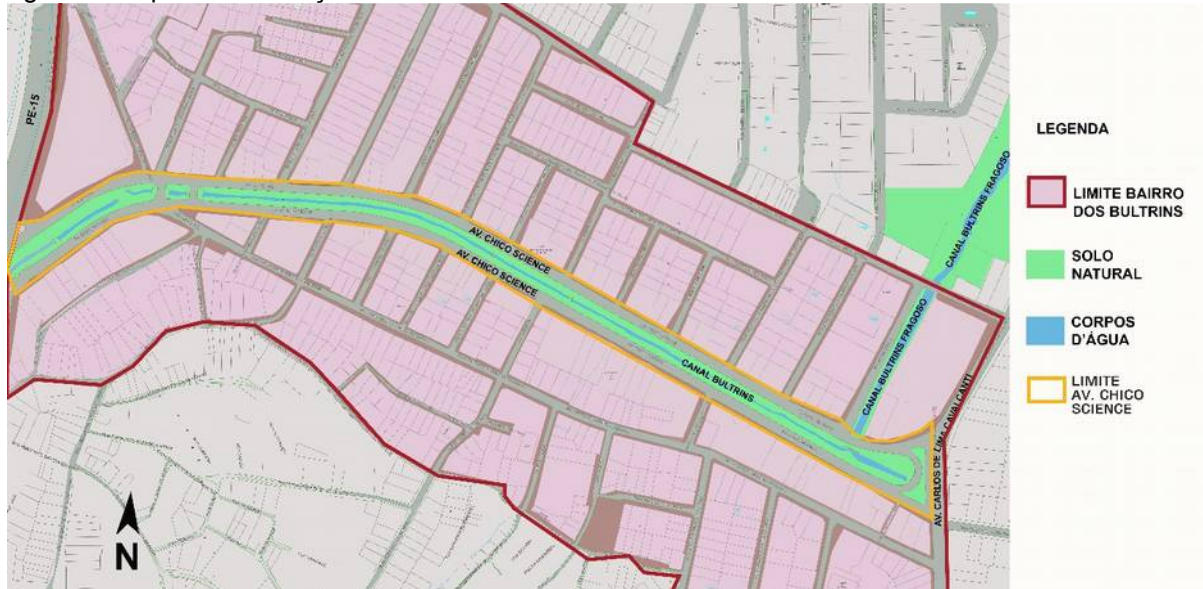 PE-15
AV. CHICO SCIENCE
AV. CHICO SCIENCE
CANAL BULTRINS
CANAL BULTRINS FRAGOSO
CANAL BULTRINS FRAGOSO
AV. CARLOS DE LIMA CAVALCANTI
N
LEGENDA
LIMITE BAIRRO
DOS BULTRINS
SOLO
NATURAL
CORPOS
D'ÁGUA
LIMITE
AV. CHICO
SCIENCE